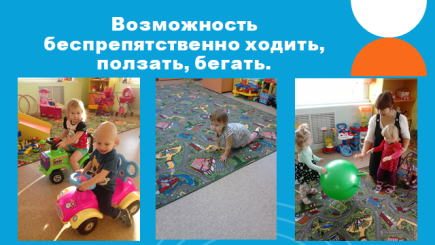 Возможность
беспрепятственно ходить,
ползать, бегать.